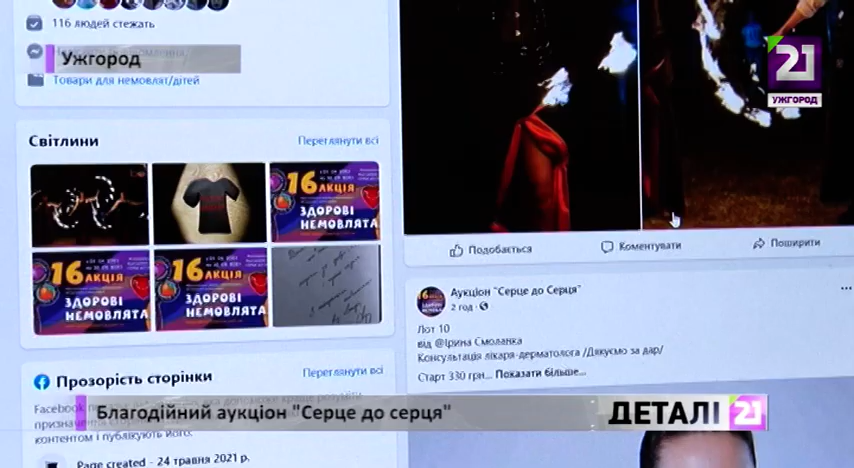 116 людей стежать
Ужгород
Товари для немовлят/дітей
21
УЖГОРОД
Світлини
Переглянути всі
16
АКЦІЯ
ЗДОРОВІ
НЕМОВЛЯТА
16
АКЦІЯ
ЗДОРОВІ
НЕМОВЛЯТА
16
АКЦІЯ
ЗДОРОВІ
НЕМОВЛЯТА
Подобається
Коментувати
Поширити
Аукціон "Серце до Серця"
2 год
Лот 10
від @Ірина Смоланка
Консультація лікаря-дерматолога /Дякуємо за дар/
Старт 330 грн... Показати більше...
Прозорість сторінки
Переглянути всі
Facebook
Благодійний аукціон "Серце до серця"
ДЕТАЛІ 21
контентом і публікують його.
Page created - 24 травня 2021 р.